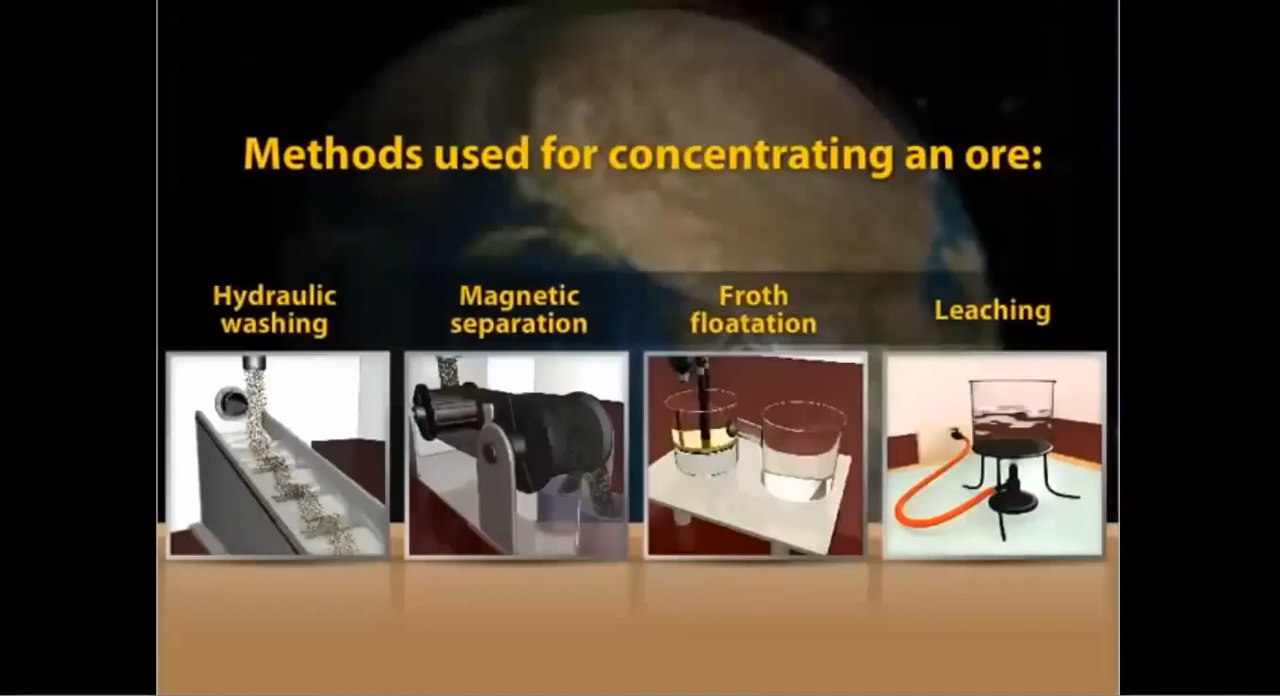 Methods used for concentrating an ore:
Hydraulic
washing
Magnetic
separation
Froth
floatation
Leaching